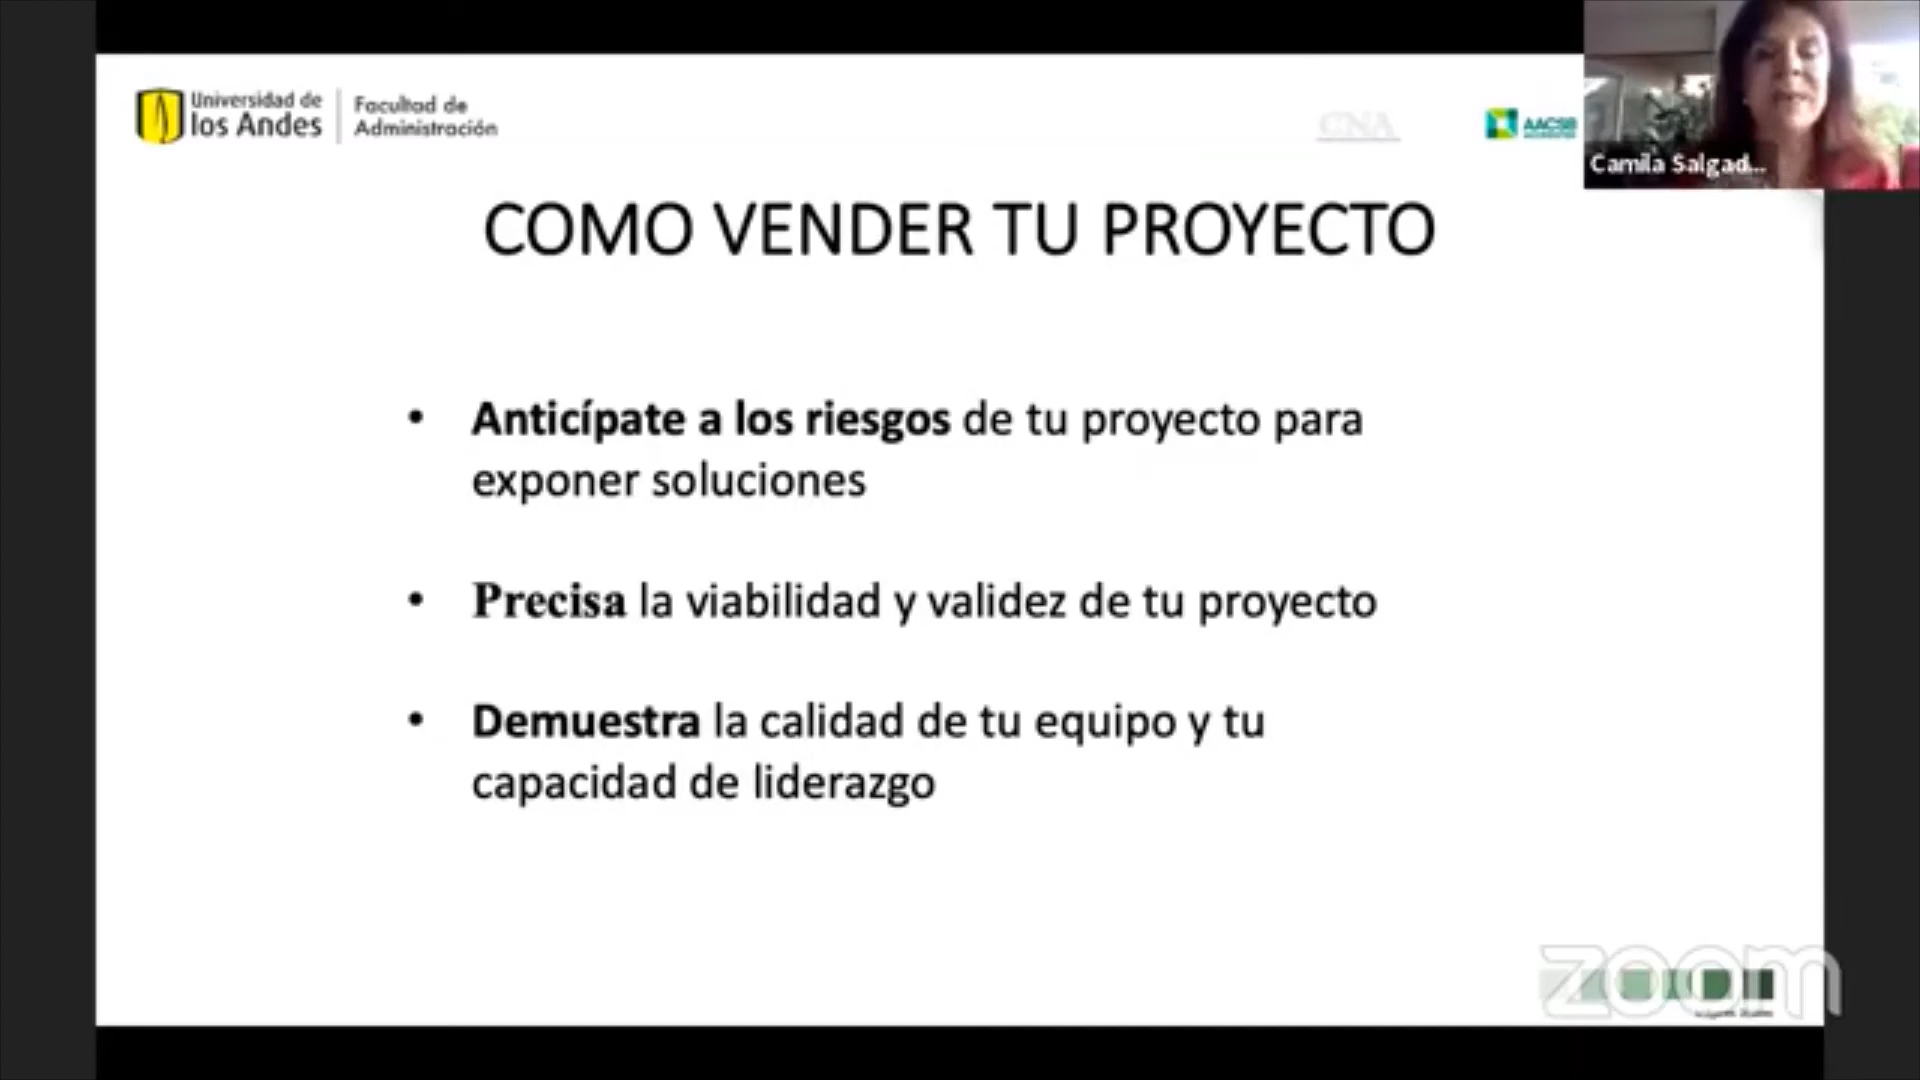 Universidad de
los Andes
Facultad de
Administración
CNA
AACSB
ACCREDITED
Camila Salgad...
COMO VENDER TU PROYECTO
• Anticípate a los riesgos de tu proyecto para
exponer soluciones
• Precisa la viabilidad y validez de tu proyecto
• Demuestra la calidad de tu equipo y tu
capacidad de liderazgo
zoom